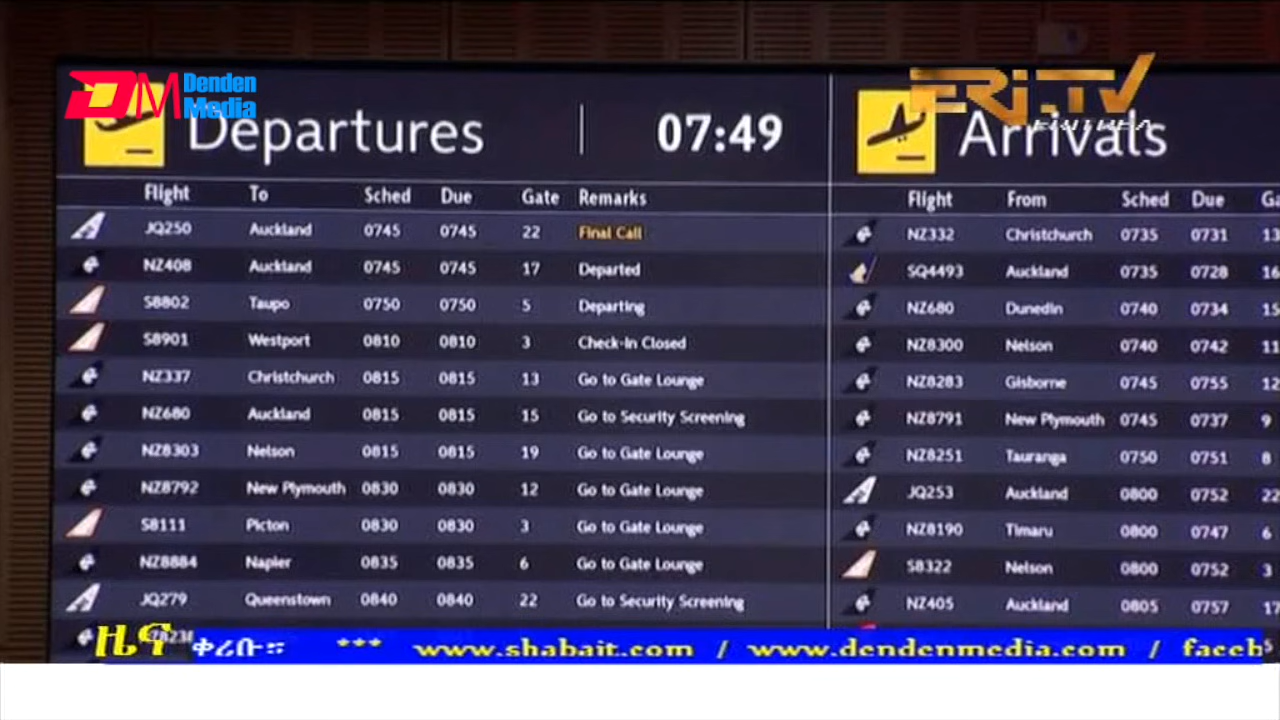 DM Denden Media
ERi-TV
Departures | 07:49
Flight To Sched Due Gate Remarks
JQ250 Auckland 0745 0745 22 Final Call
NZ408 Auckland 0745 0745 17 Departed
S8802 Taupo 0750 0750 5 Departing
S8901 Westport 0810 0810 3 Check-In Closed
NZ337 Christchurch 0815 0815 13 Go to Gate Lounge
NZ680 Auckland 0815 0815 15 Go to Security Screening
NZ8303 Nelson 0815 0815 19 Go to Gate Lounge
NZ8792 New Plymouth 0830 0830 12 Go to Gate Lounge
S8111 Picton 0830 0830 3 Go to Gate Lounge
NZ8884 Napier 0835 0835 6 Go to Gate Lounge
JQ279 Queenstown 0840 0840 22 Go to Security Screening
Arrivals
Flight From Sched Due Ga
NZ332 Christchurch 0735 0731 13
SQ4493 Auckland 0735 0728 16
NZ680 Dunedin 0740 0734 15
NZ8300 Nelson 0740 0742 11
NZ8283 Gisborne 0745 0755 12
NZ8791 New Plymouth 0745 0737 9
NZ8251 Tauranga 0750 0751 8
JQ253 Auckland 0800 0752 22
NZ8190 Timaru 0800 0747 6
S8322 Nelson 0800 0752 3
NZ405 Auckland 0805 0757 17
ዜና ቀረቡ። *** www.shabait.com / www.dendenmedia.com / faceb